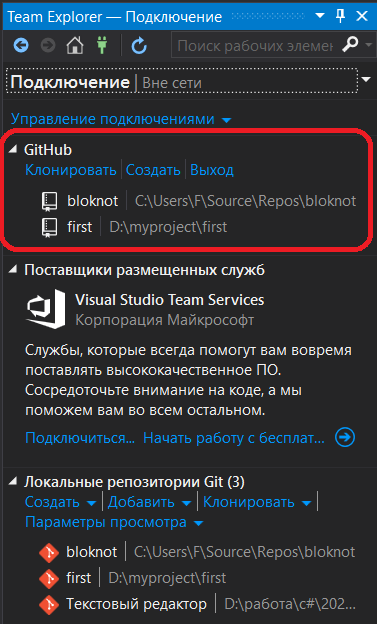 Team Explorer — Подключение
Поиск рабочих элемен
Подключение | Вне сети
Управление подключениями
GitHub
Клонировать | Создать | Выход
bloknot | C:\Users\F\Source\Repos\bloknot
first | D:\myproject\first
Поставщики размещенных служб
Visual Studio Team Services
Корпорация Майкрософт
Службы, которые всегда помогут вам вовремя
поставлять высококачественное ПО.
Сосредоточьте внимание на коде, а мы
поможем вам во всем остальном.
Подключиться... Начать работу с бесплат...
Локальные репозитории Git (3)
Создать | Добавить | Клонировать |
Параметры просмотра
bloknot | C:\Users\F\Source\Repos\bloknot
first | D:\myproject\first
Текстовый редактор | D:\работа\c#\202...